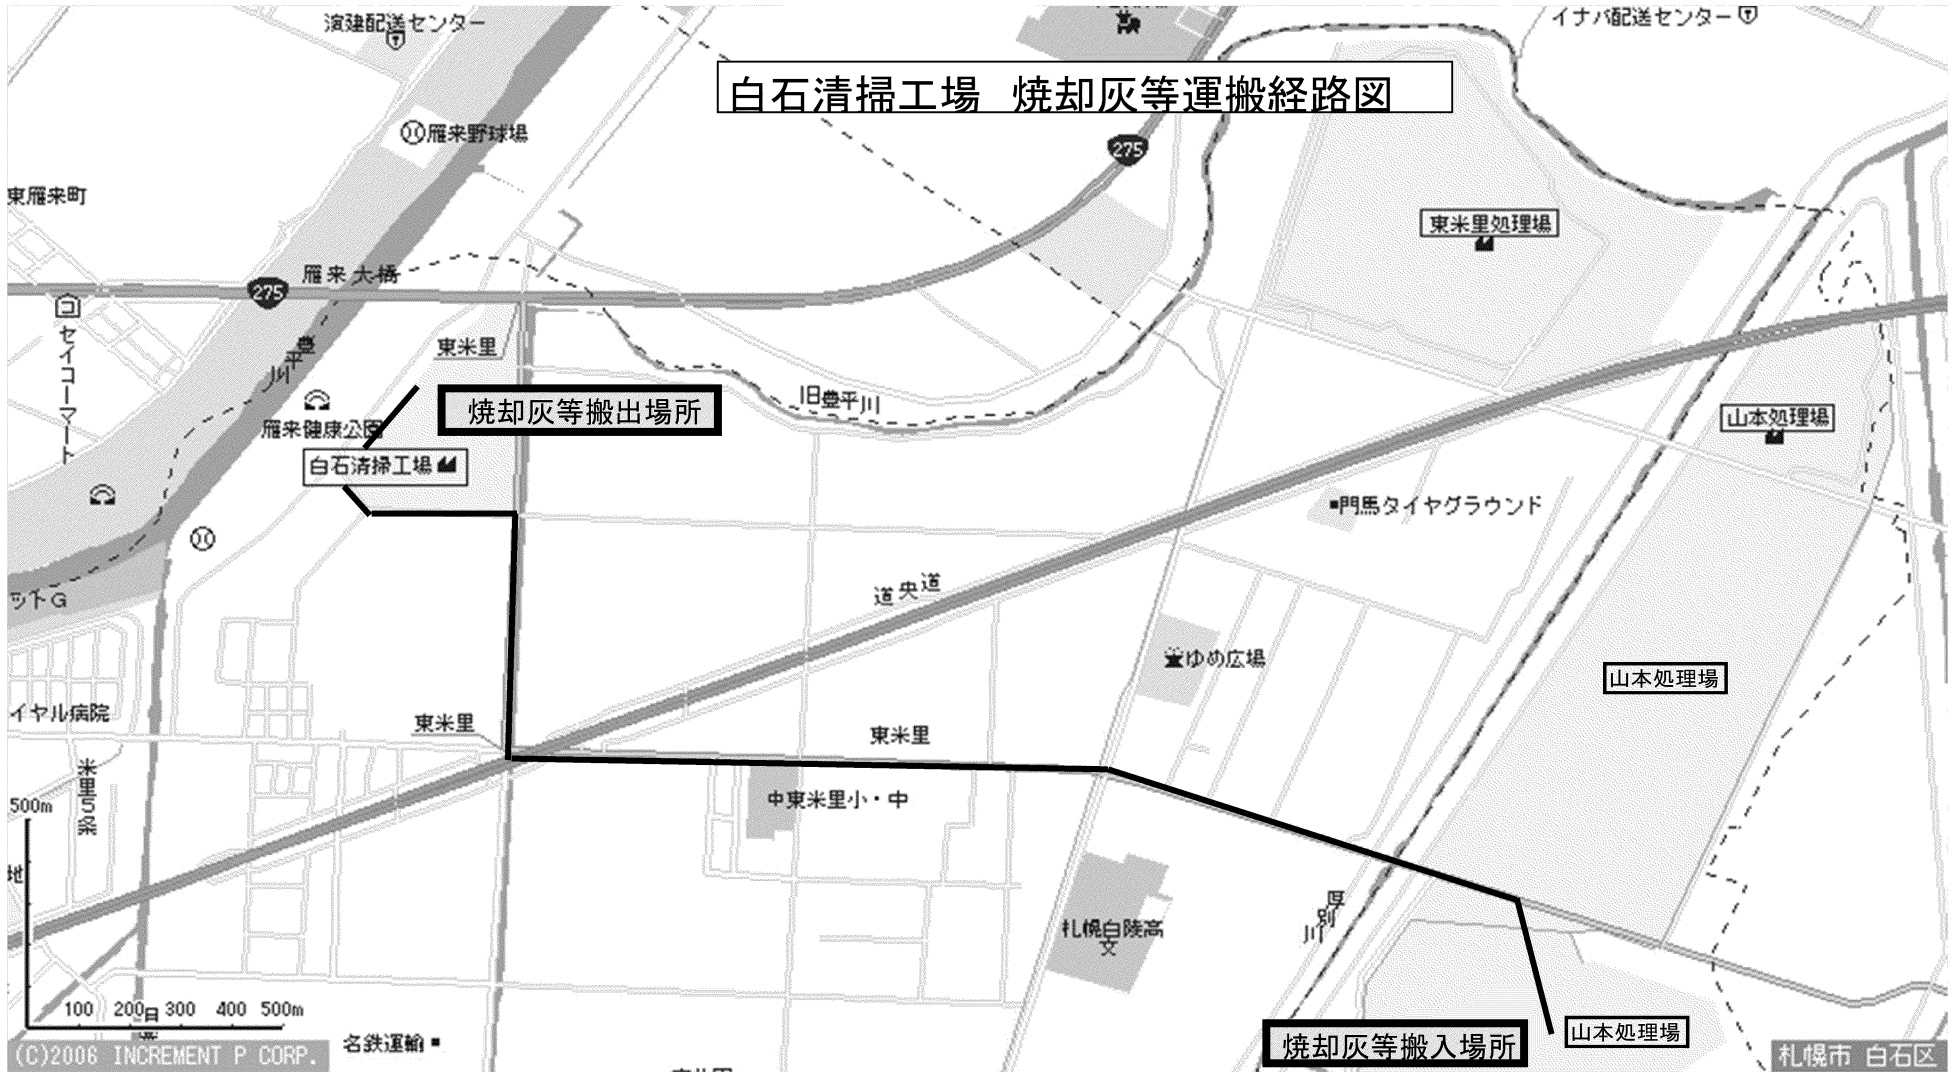 濱建配送センター
イナバ配送センター
白石清掃工場　焼却灰等運搬経路図
雁来野球場
275
東雁来町
東米里処理場
雁来大橋
275
セイコーマート
豊平川
東米里
旧豊平川
焼却灰等搬出場所
雁来健康公園
白石清掃工場
山本処理場
門馬タイヤグラウンド
道央道
ットG
ゆめ広場
山本処理場
イヤル病院
東米里
東米里
中東米里小・中
500m
地
厚別川
札幌白陵高
文
100 200 300 400 500m
名鉄運輸
焼却灰等搬入場所
山本処理場
(C)2006 INCREMENT P CORP.
札幌市 白石区